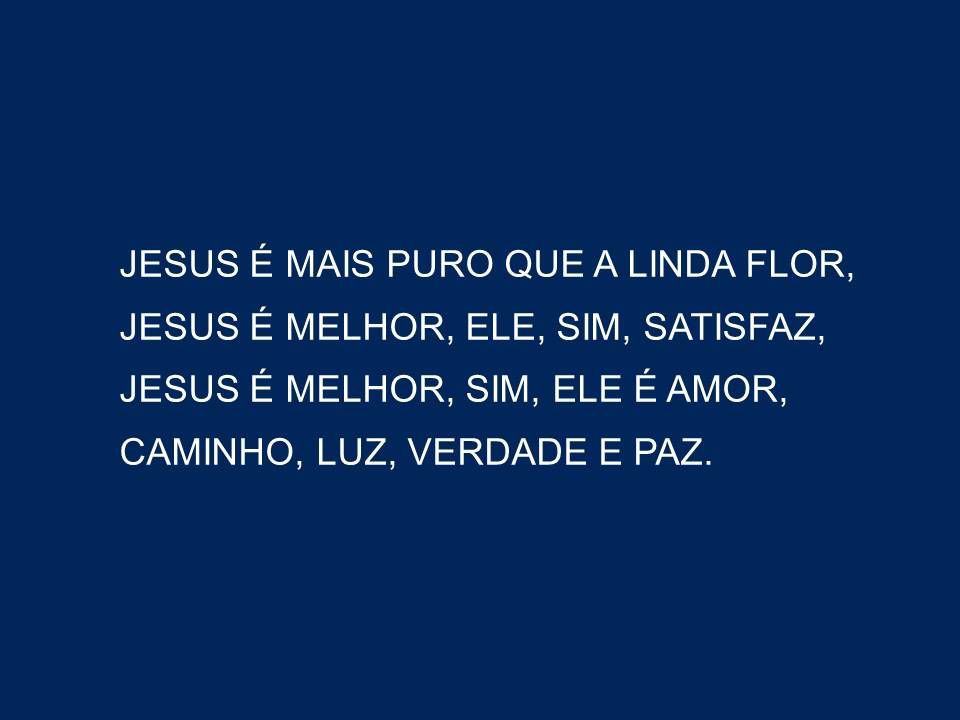 JESUS É MAIS PURO QUE A LINDA FLOR,
JESUS É MELHOR, ELE, SIM, SATISFAZ,
JESUS É MELHOR, SIM, ELE É AMOR,
CAMINHO, LUZ, VERDADE E PAZ.